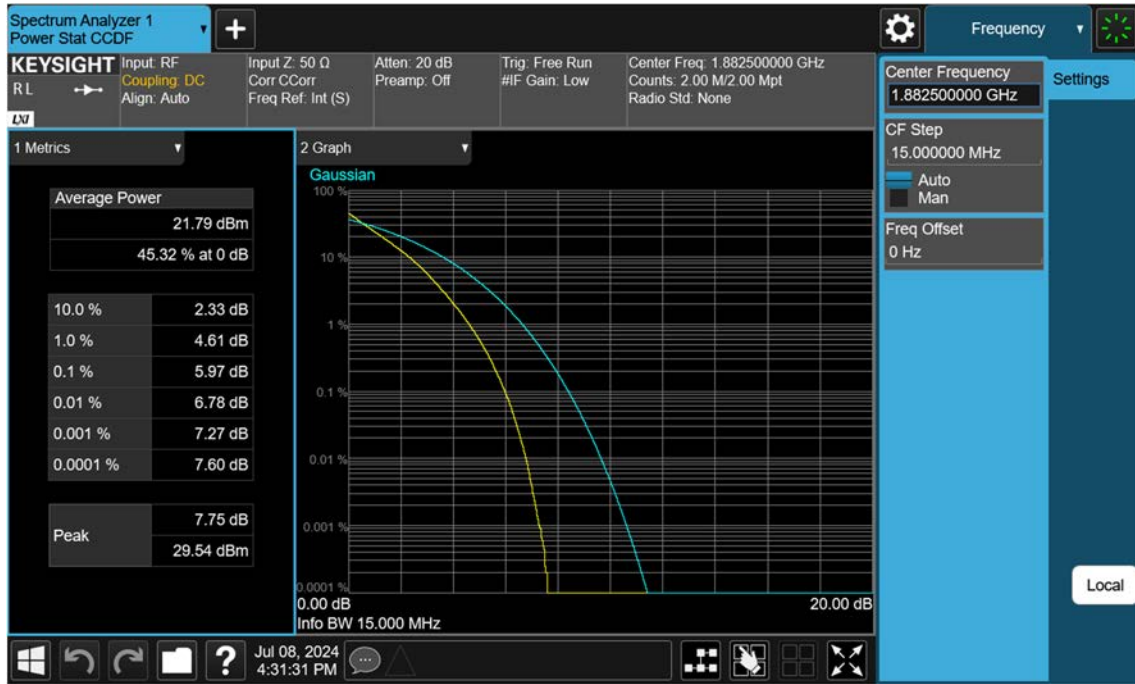 Spectrum Analyzer 1
Power Stat CCDF
+
Frequency
KEYSIGHT
RL
LXI
Input: RF
Coupling: DC
Align: Auto
Input Z: 50 Ω
Corr CCorr
Freq Ref: Int (S)
Atten: 20 dB
Preamp: Off
Trig: Free Run
#IF Gain: Low
Center Freq: 1.882500000 GHz
Counts: 2.00 M/2.00 Mpt
Radio Std: None
Center Frequency
1.882500000 GHz
Settings
CF Step
15.000000 MHz
Auto
Man
Freq Offset
0 Hz
Local
1 Metrics
Average Power
21.79 dBm
45.32 % at 0 dB
10.0 % 2.33 dB
1.0 % 4.61 dB
0.1 % 5.97 dB
0.01 % 6.78 dB
0.001 % 7.27 dB
0.0001 % 7.60 dB
Peak 7.75 dB
29.54 dBm
2 Graph
Gaussian
100 %
10 %
1 %
0.1 %
0.01 %
0.001 %
0.0001 %
0.00 dB 20.00 dB
Info BW 15.000 MHz
?
Jul 08, 2024
4:31:31 PM